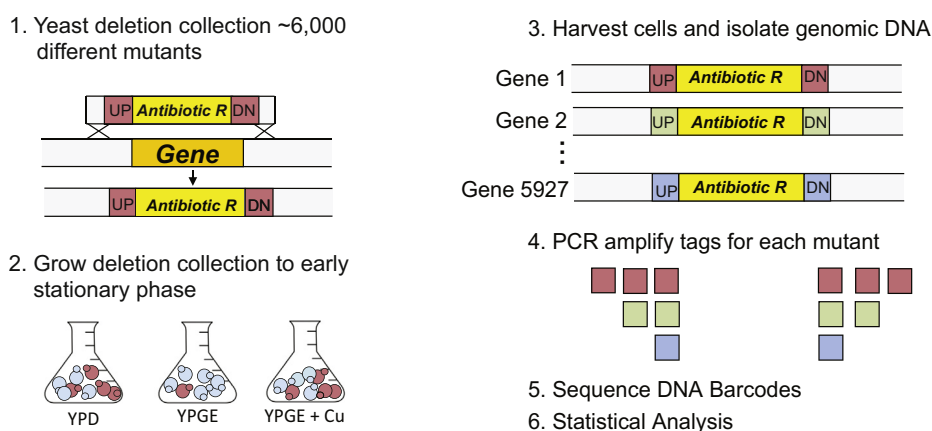 1. Yeast deletion collection ~6,000
different mutants
UP Antibiotic R DN
Gene
UP Antibiotic R DN
2. Grow deletion collection to early
stationary phase
YPD YPGE YPGE + Cu
3. Harvest cells and isolate genomic DNA
Gene 1 UP Antibiotic R DN
Gene 2 UP Antibiotic R DN
⋮
Gene 5927 UP Antibiotic R DN
4. PCR amplify tags for each mutant
5. Sequence DNA Barcodes
6. Statistical Analysis